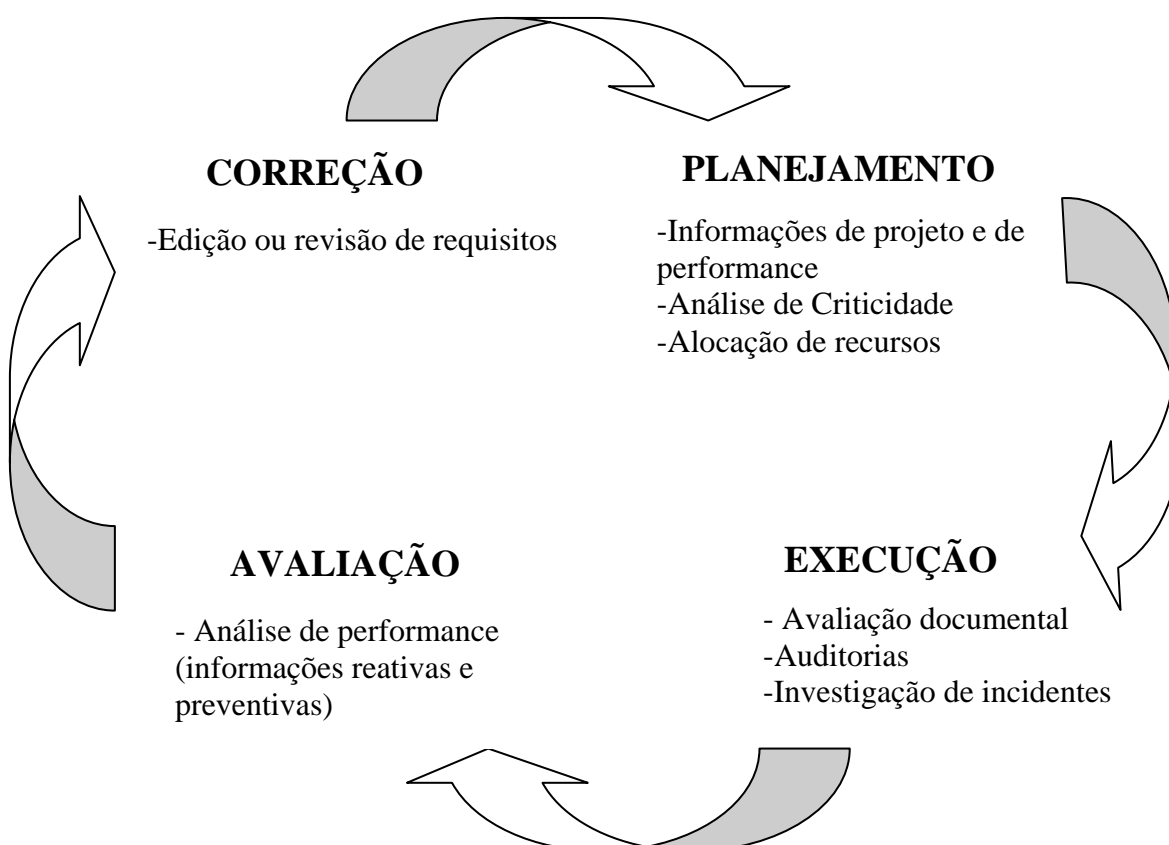 CORREÇÃO
-Edição ou revisão de requisitos
PLANEJAMENTO
-Informações de projeto e de
performance
-Análise de Criticidade
-Alocação de recursos
AVALIAÇÃO
- Análise de performance
(informações reativas e
preventivas)
EXECUÇÃO
- Avaliação documental
-Auditorias
-Investigação de incidentes